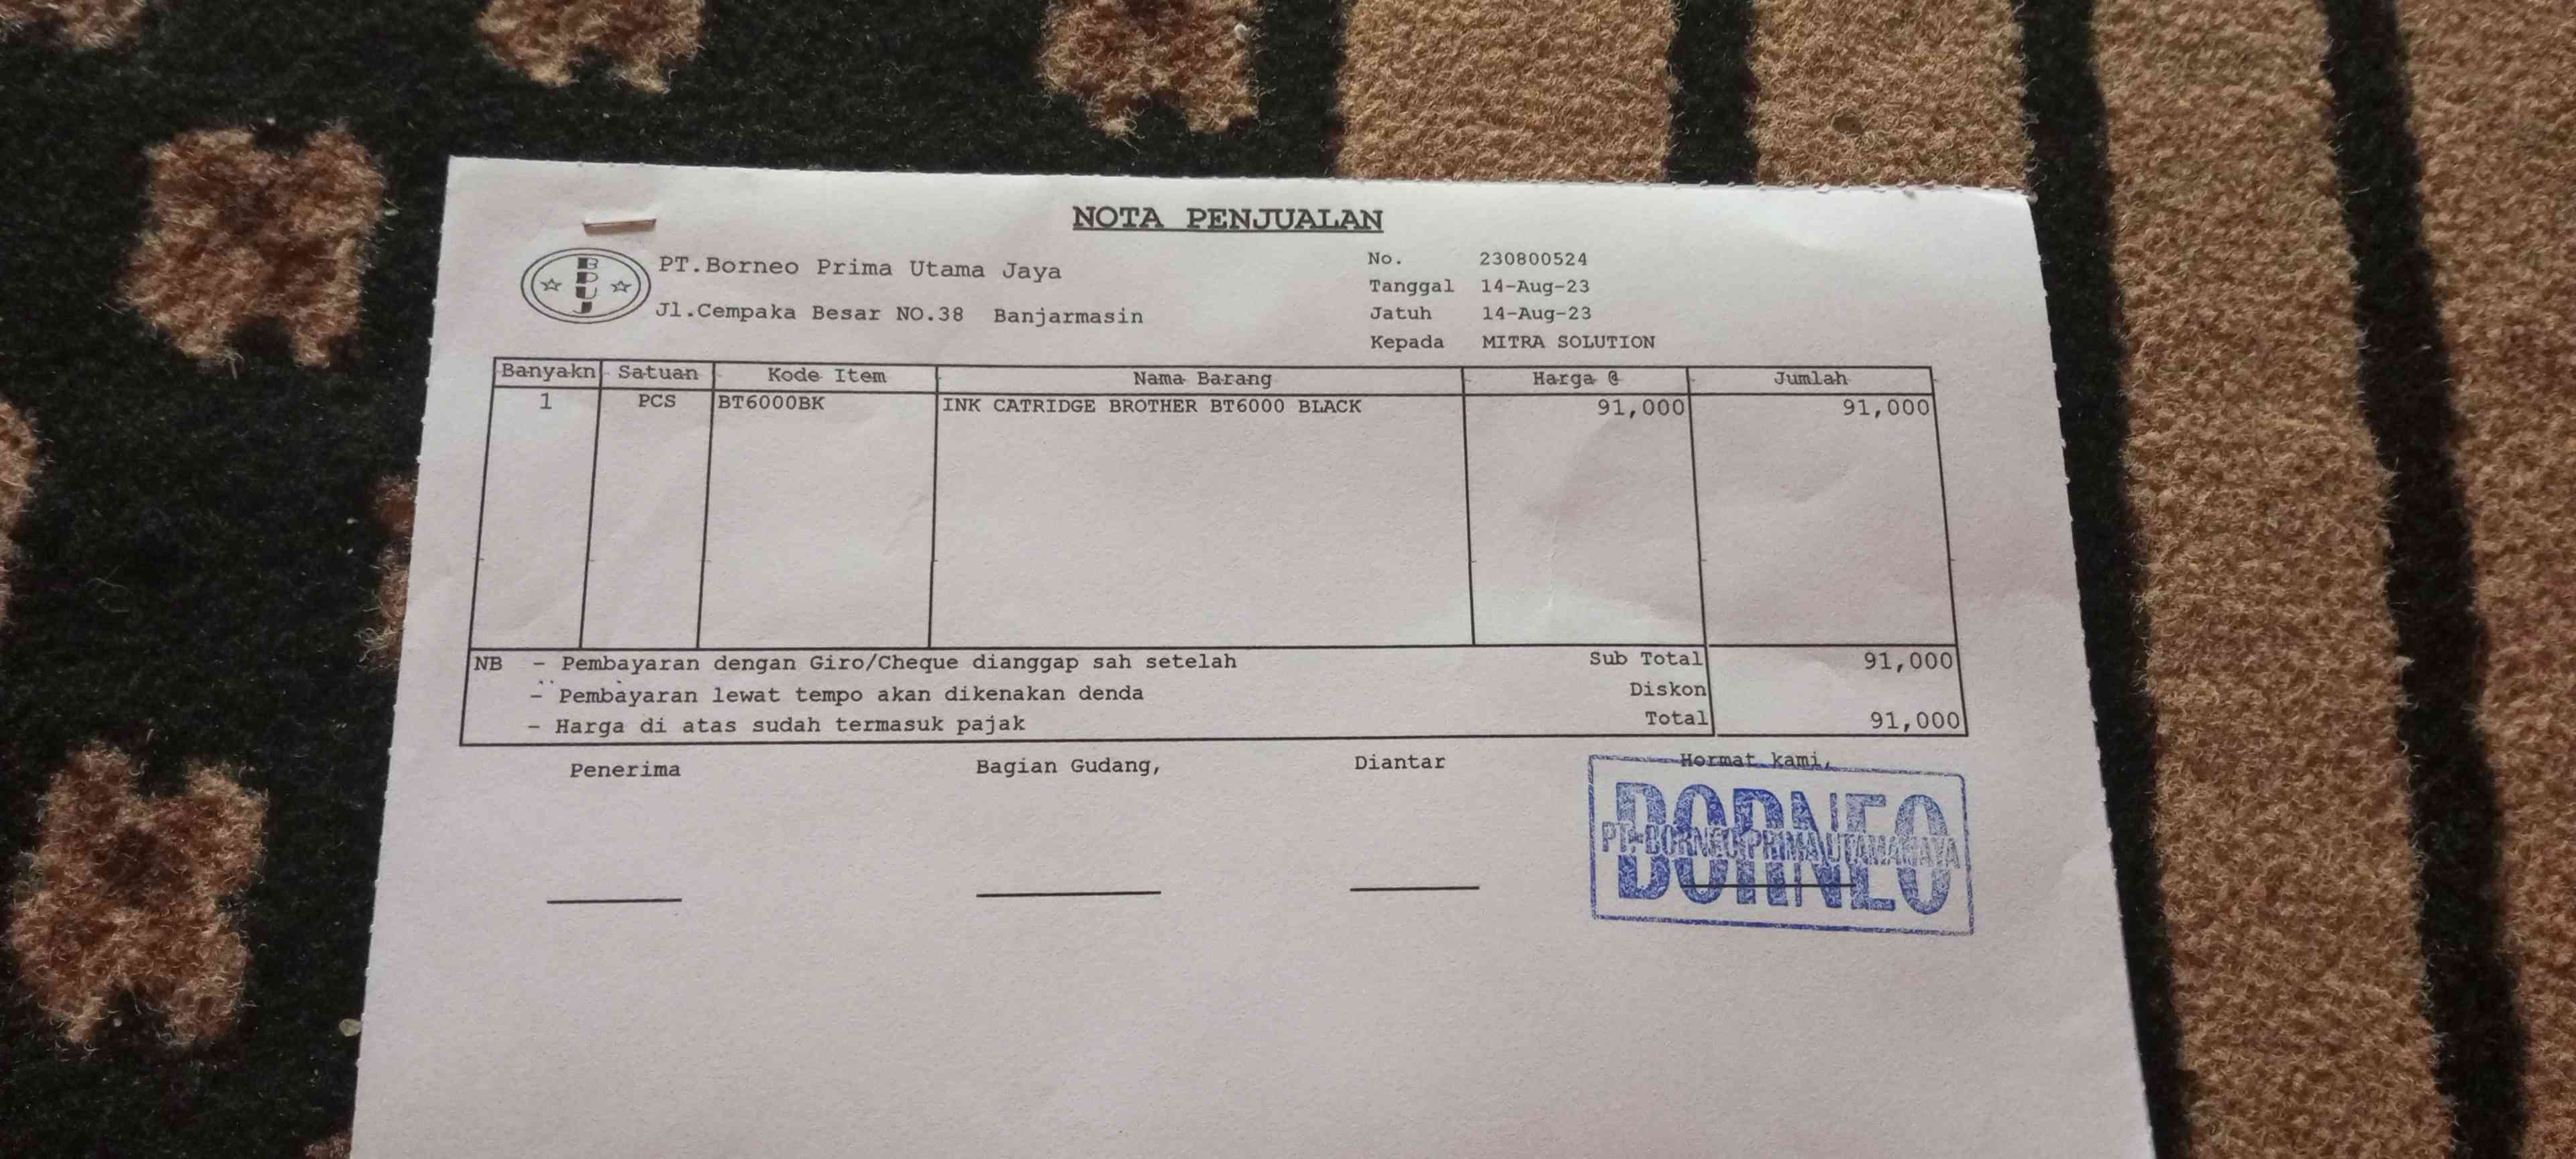 NOTA PENJUALAN
B
P
U
J
PT.Borneo Prima Utama Jaya
Jl.Cempaka Besar NO.38 Banjarmasin
No. 230800524
Tanggal 14-Aug-23
Jatuh 14-Aug-23
Kepada MITRA SOLUTION
Banyakn Satuan Kode Item Nama Barang Harga @ Jumlah
1 PCS BT6000BK INK CATRIDGE BROTHER BT6000 BLACK 91,000 91,000
NB - Pembayaran dengan Giro/Cheque dianggap sah setelah Sub Total 91,000
- Pembayaran lewat tempo akan dikenakan denda Diskon
- Harga di atas sudah termasuk pajak Total 91,000
Penerima Bagian Gudang, Diantar Hormat kami,
BORNEO
PT. BORNEO PRIMA UTAMA JAYA